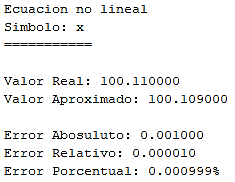 Ecuacion no lineal
Simbolo: x
===========
Valor Real: 100.110000
Valor Aproximado: 100.109000
Error Abosuluto: 0.001000
Error Relativo: 0.000010
Error Porcentual: 0.000999%